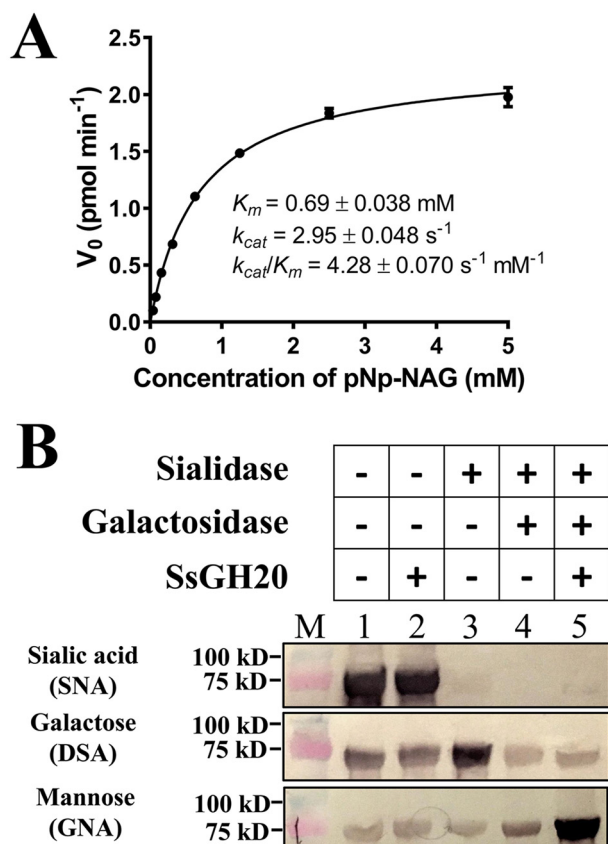 A
2.5
2.0
1.5
1.0
0.5
0.0
V₀ (pmol min⁻¹)
Kₘ = 0.69 ± 0.038 mM
k_cat = 2.95 ± 0.048 s⁻¹
k_cat/Kₘ = 4.28 ± 0.070 s⁻¹ mM⁻¹
0 1 2 3 4 5
Concentration of pNp-NAG (mM)
B
Sialidase - - + + +
Galactosidase - - - + +
SsGH20 - + - - +
M 1 2 3 4 5
Sialic acid
(SNA)
100 kD
75 kD
Galactose
(DSA)
100 kD
75 kD
Mannose
(GNA)
100 kD
75 kD